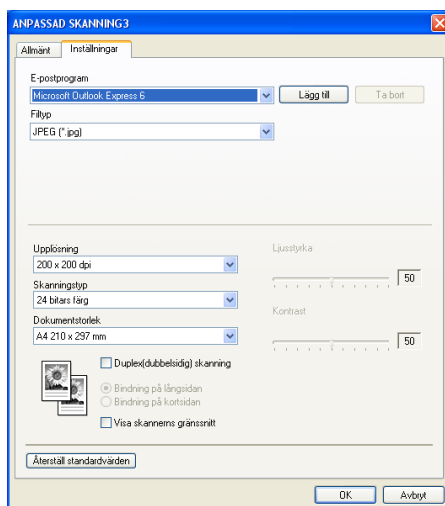 ANPASSAD SKANNING3
Allmänt Inställningar
E-postprogram
Microsoft Outlook Express 6 Lägg till Ta bort
Filtyp
JPEG (*.jpg)
Upplösning Ljusstyrka
200 x 200 dpi 50
Skanningstyp
24 bitars färg Kontrast
Dokumentstorlek
A4 210 x 297 mm 50
Duplex(dubbelsidig) skanning
Bindning på långsidan
Bindning på kortsidan
Visa skannerns gränssnitt
Återställ standardvärden
OK Avbryt